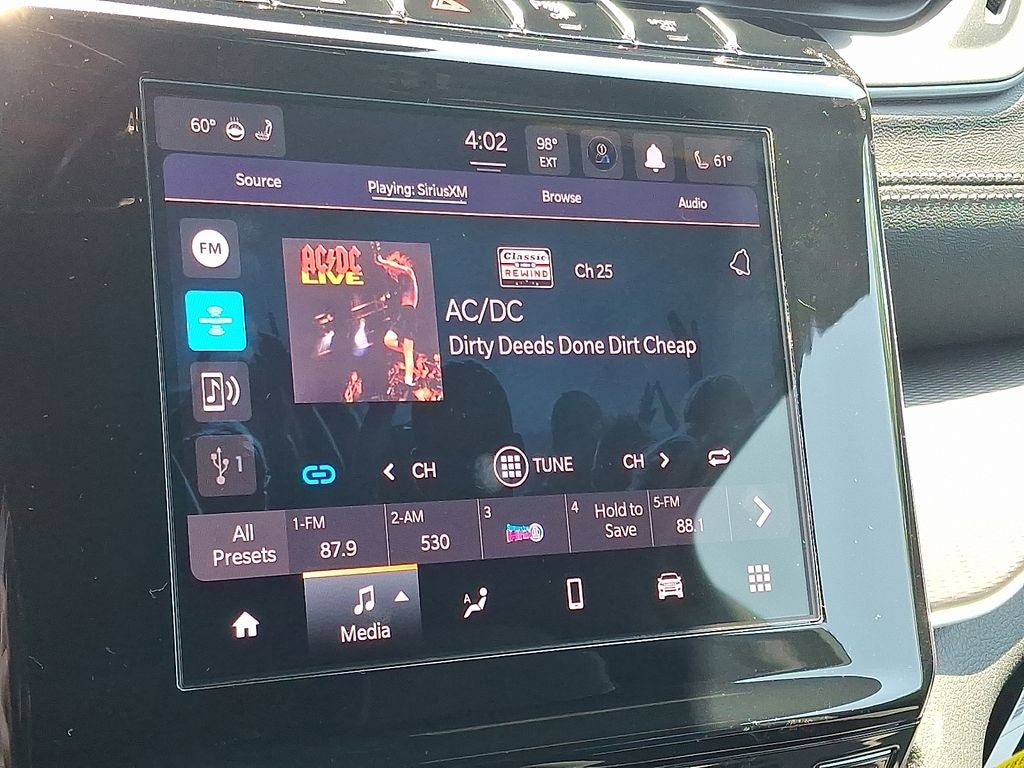 OFF
60°
4:02
98°
EXT
61°
Source
Playing: SiriusXM
Browse
Audio
FM
AC/DC
LIVE
Classic
REWIND
Ch 25
AC/DC
Dirty Deeds Done Dirt Cheap
1
CH
TUNE
CH
All
Presets
1-FM
87.9
2-AM
530
3
4
Hold to
Save
5-FM
88.1
A
Media